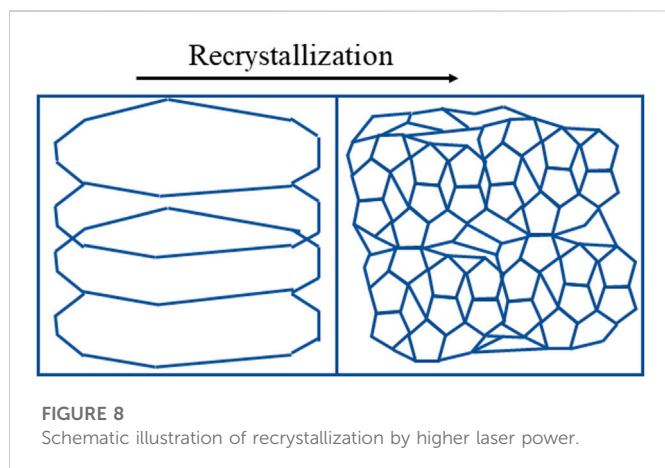 Recrystallization
FIGURE 8
Schematic illustration of recrystallization by higher laser power.